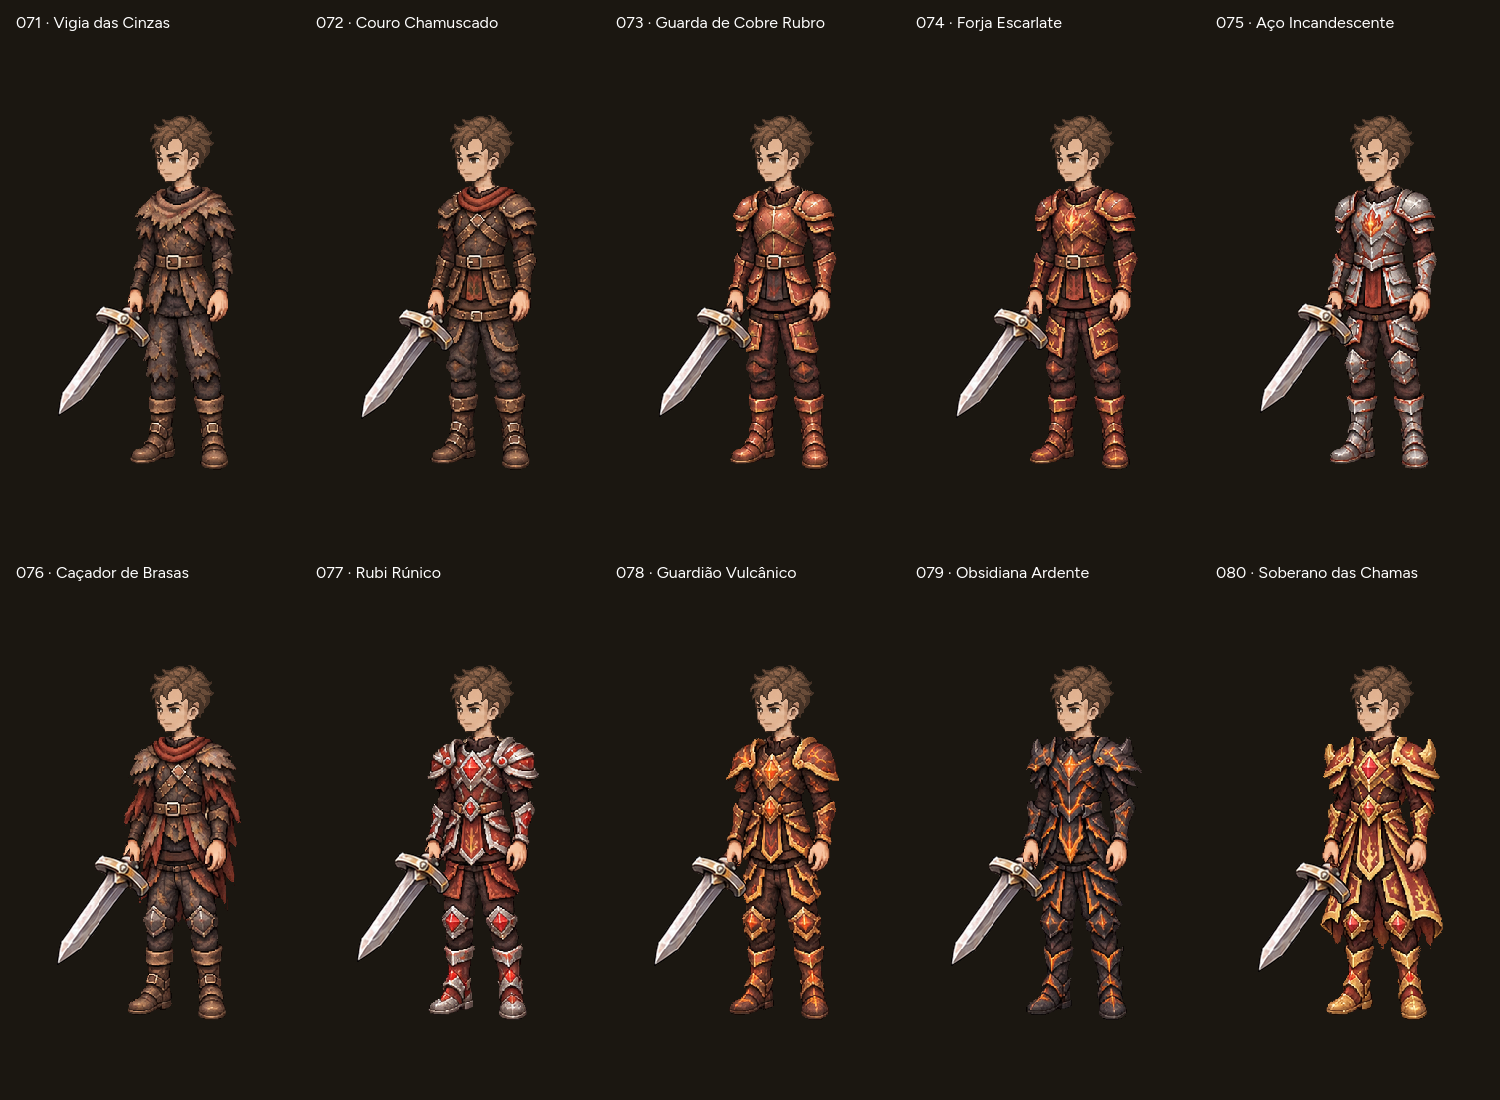 071 · Vigia das Cinzas
072 · Couro Chamuscado
073 · Guarda de Cobre Rubro
074 · Forja Escarlate
075 · Aço Incandescente
076 · Caçador de Brasas
077 · Rubi Rúnico
078 · Guardião Vulcânico
079 · Obsidiana Ardente
080 · Soberano das Chamas